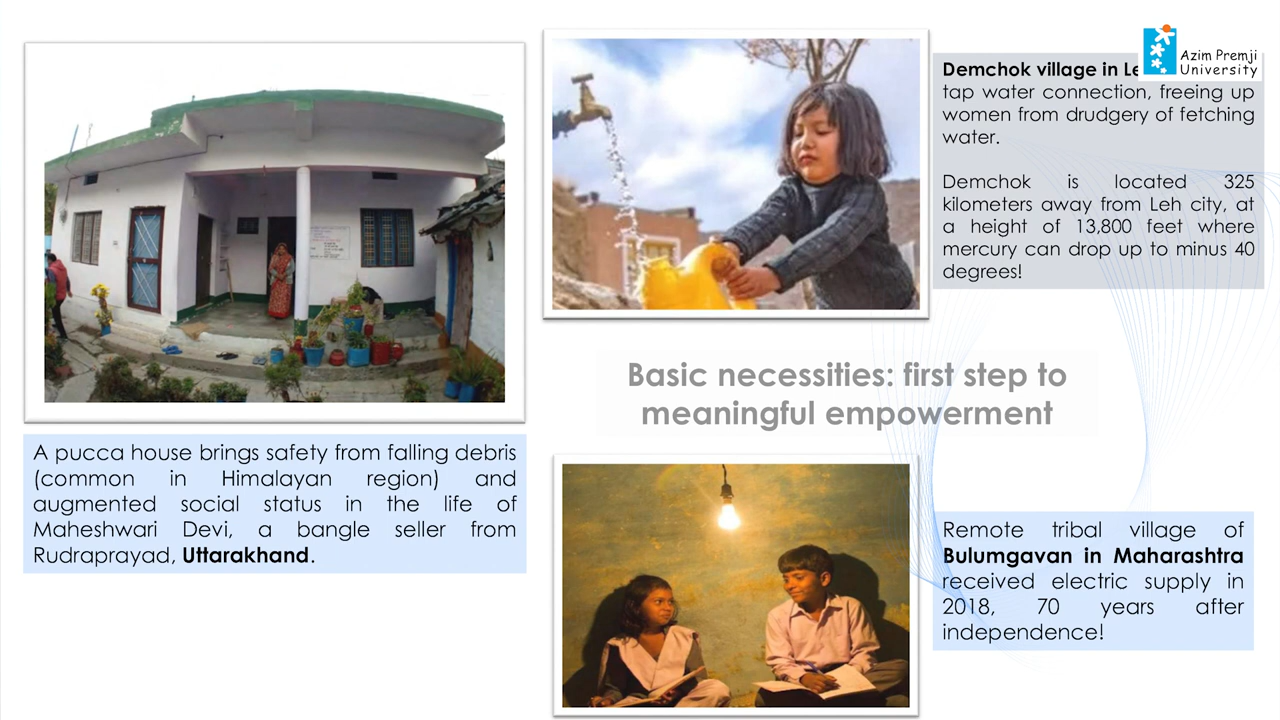 A pucca house brings safety from falling debris
(common in Himalayan region) and
augmented social status in the life of
Maheshwari Devi, a bangle seller from
Rudraprayad, Uttarakhand.
Demchok village in
tap water connection, freeing up
women from drudgery of fetching
water.
Demchok is located 325
kilometers away from Leh city, at
a height of 13,800 feet where
mercury can drop up to minus 40
degrees!
Azim Premji
University
Basic necessities: first step to
meaningful empowerment
Remote tribal village of
Bulumgavan in Maharashtra
received electric supply in
2018, 70 years after
independence!